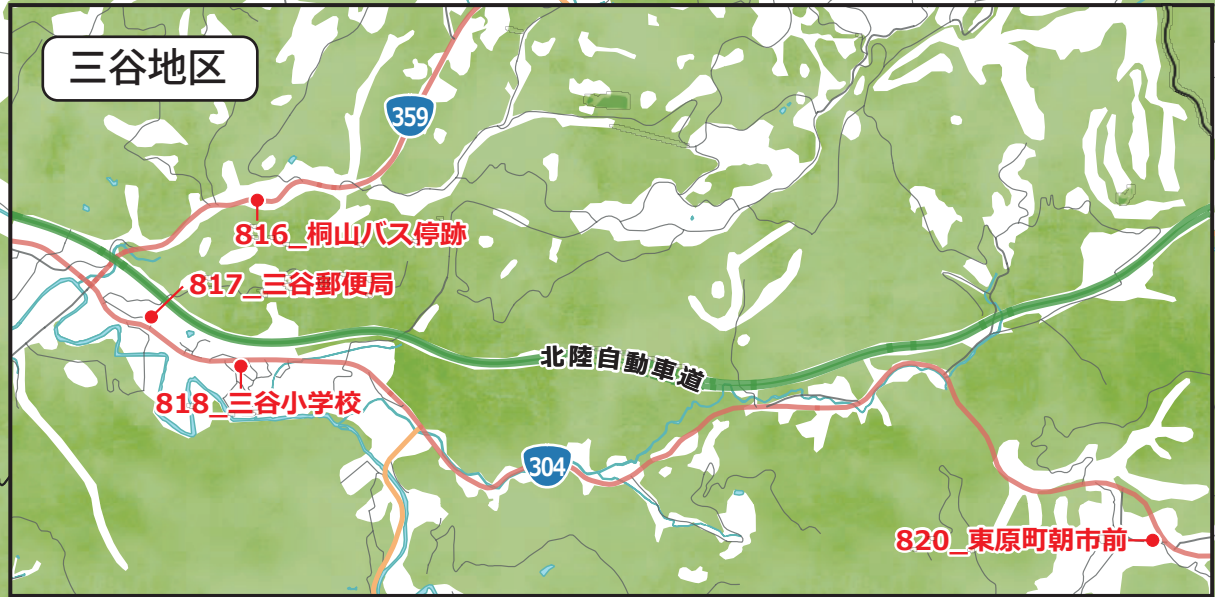 三谷地区
359
816_桐山バス停跡
817_三谷郵便局
北陸自動車道
818_三谷小学校
304
820_東原町朝市前